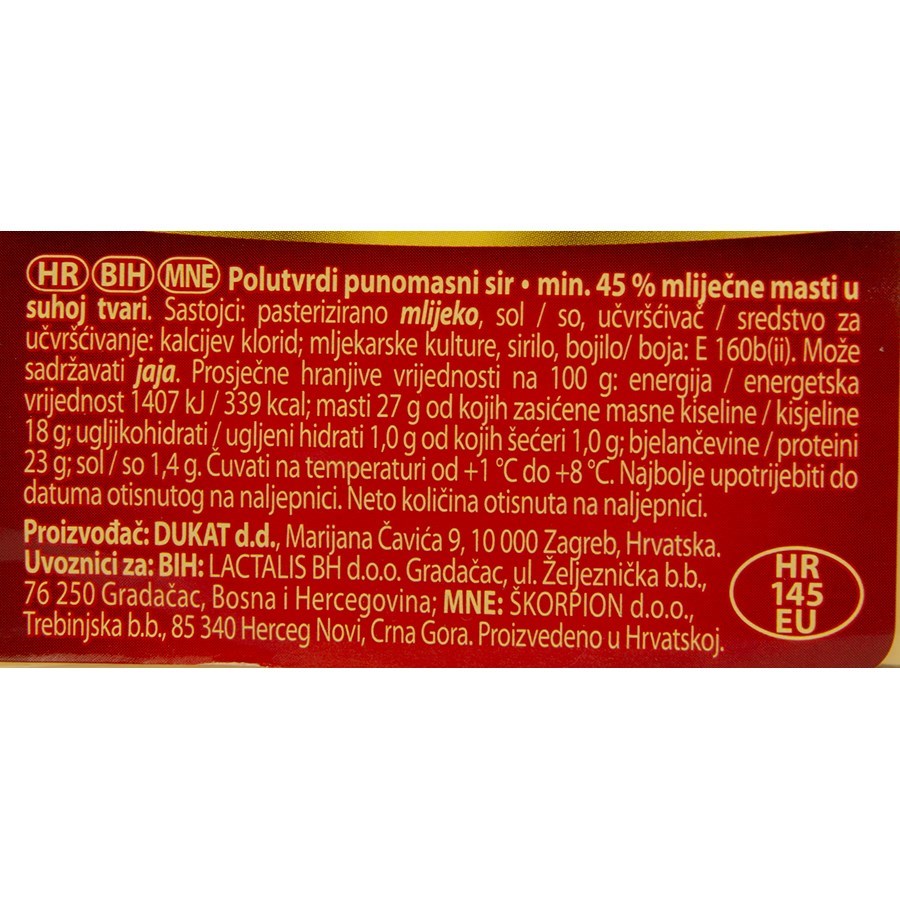 HR BIH MNE Polutvrdi punomasni sir • min. 45 % mliječne masti u
suhoj tvari. Sastojci: pasterizirano mlijeko, sol / so, učvršćivač / sredstvo za
učvršćivanje: kalcijev klorid; mljekarske kulture, sirilo, bojilo/ boja: E 160b(ii). Može
sadržavati jaja. Prosječne hranjive vrijednosti na 100 g: energija / energetska
vrijednost 1407 kJ / 339 kcal; masti 27 g od kojih zasićene masne kiseline / kisjeline
18 g; ugljikohidrati / ugljeni hidrati 1,0 g od kojih šećeri 1,0 g; bjelančevine / proteini
23 g; sol / so 1,4 g. Čuvati na temperaturi od +1 °C do +8 °C. Najbolje upotrijebiti do
datuma otisnutog na naljepnici. Neto količina otisnuta na naljepnici.
Proizvođač: DUKAT d.d., Marijana Čavića 9, 10 000 Zagreb, Hrvatska.
Uvoznici za: BIH: LACTALIS BH d.o.o. Gradačac, ul. Željeznička b.b.,
76 250 Gradačac, Bosna i Hercegovina; MNE: ŠKORPION d.o.o.,
Trebinjska b.b., 85 340 Herceg Novi, Crna Gora. Proizvedeno u Hrvatskoj.
HR
145
EU